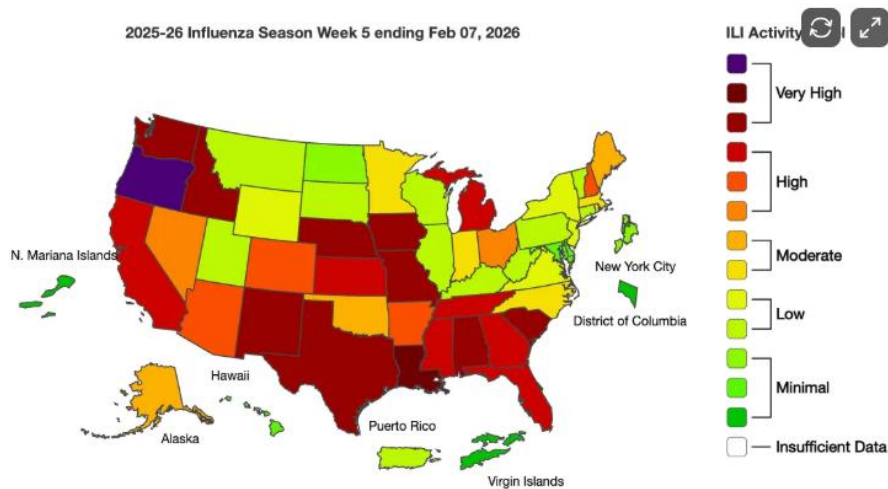 2025-26 Influenza Season Week 5 ending Feb 07, 2026
ILI Activity
Very High
High
Moderate
Low
Minimal
Insufficient Data
N. Mariana Islands
New York City
District of Columbia
Hawaii
Alaska
Puerto Rico
Virgin Islands